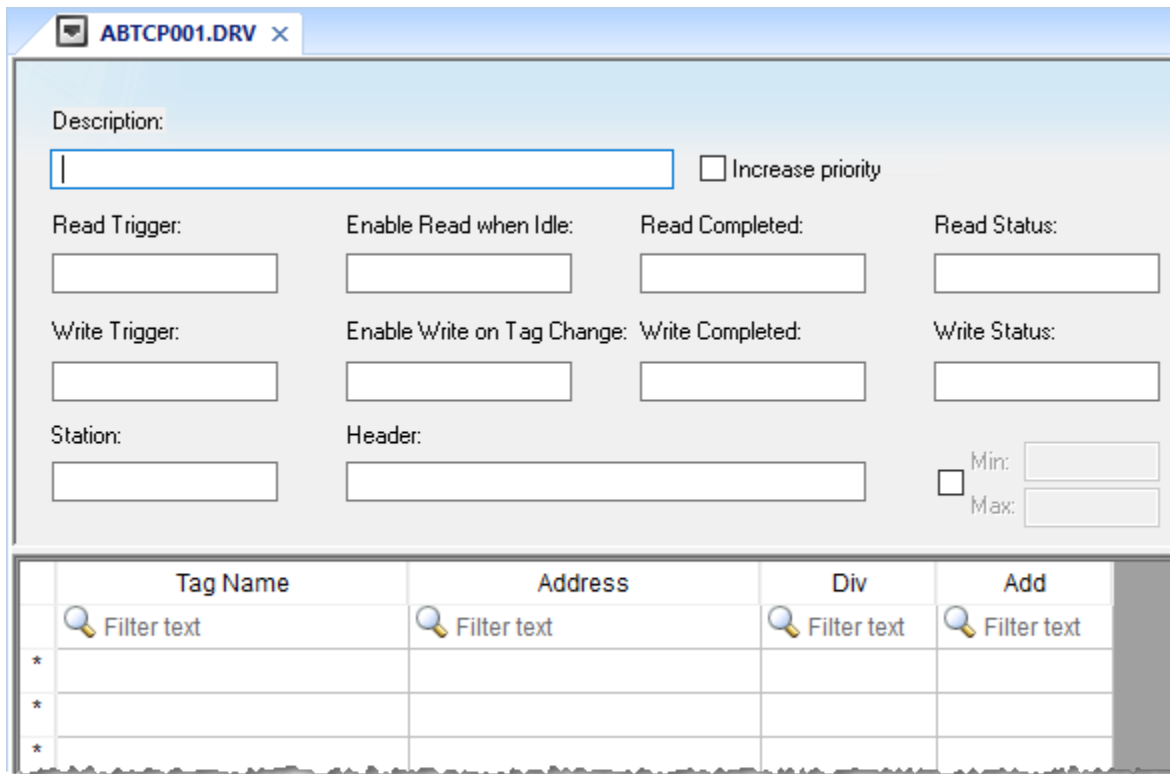 ABTCP001.DRV ×
Description:
Increase priority
Read Trigger: Enable Read when Idle: Read Completed: Read Status:
Write Trigger: Enable Write on Tag Change: Write Completed: Write Status:
Station: Header:
Min:
Max:
Tag Name Address Div Add
Filter text Filter text Filter text Filter text
*
*
*